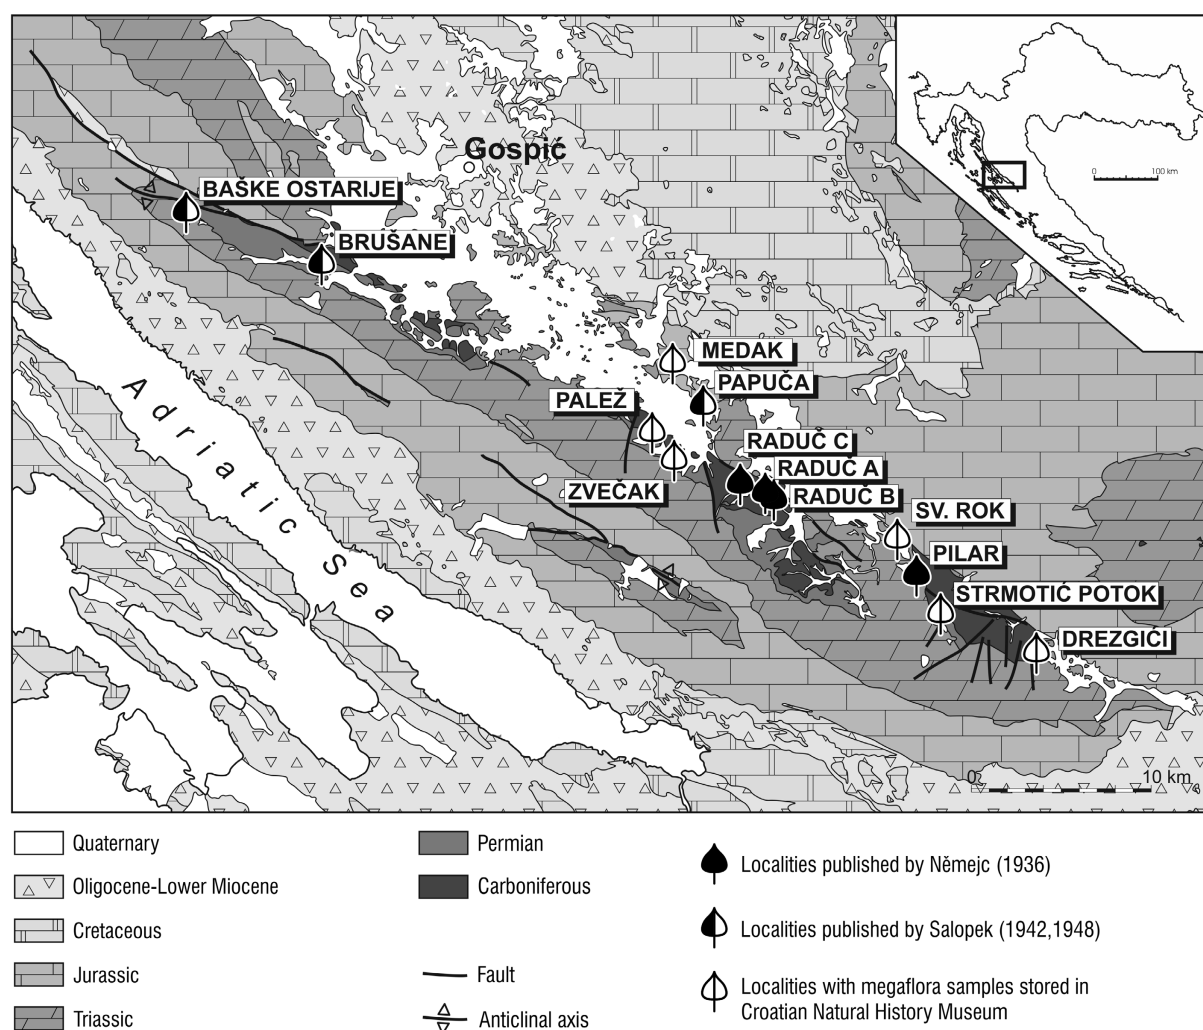 Gospić
0 100 km
BAŠKE OSTARIJE
BRUŠANE
MEDAK
PAPUČA
PALEŽ
RADUČ C
RADUČ A
ZVEČAK
RADUČ B
SV. ROK
PILAR
STRMOTIĆ POTOK
DREZGIĆI
Adriatic Sea
0 10 km
Quaternary
Oligocene-Lower Miocene
Cretaceous
Jurassic
Triassic
Permian
Carboniferous
Fault
Anticlinal axis
Localities published by Němejc (1936)
Localities published by Salopek (1942,1948)
Localities with megaflora samples stored in
Croatian Natural History Museum